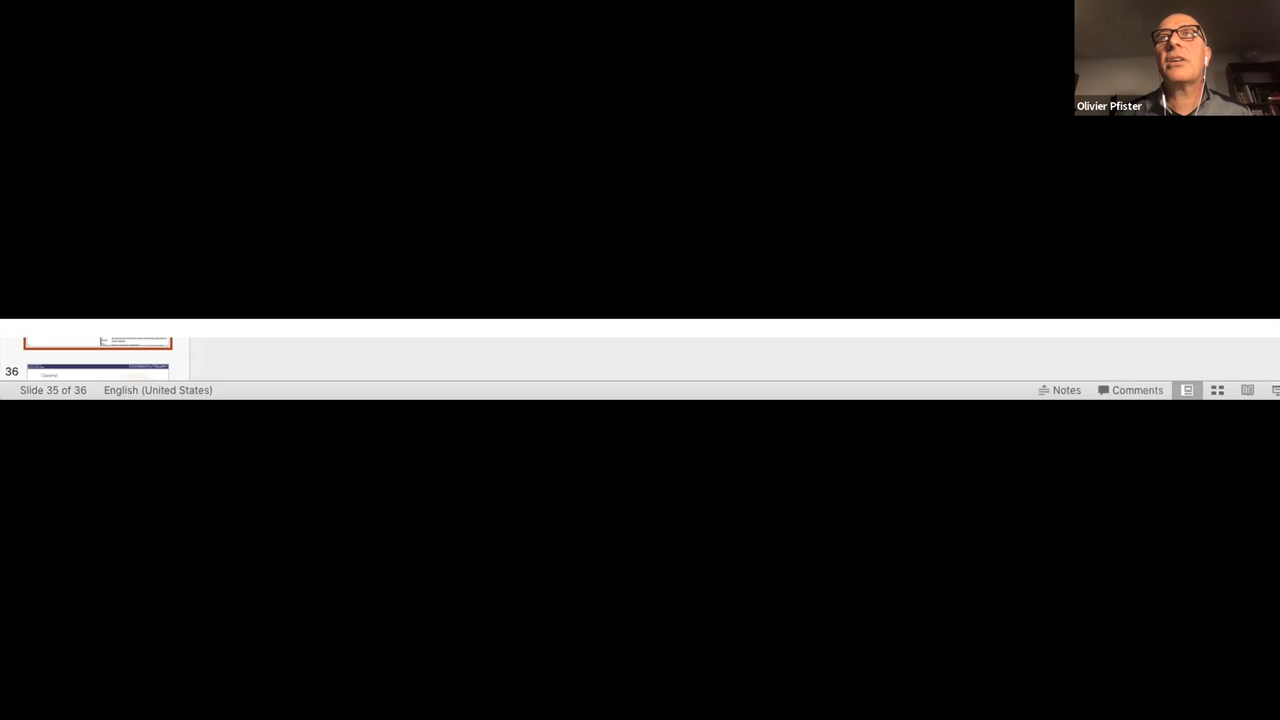 Olivier Pfister
36
Slide 35 of 36
English (United States)
Notes
Comments